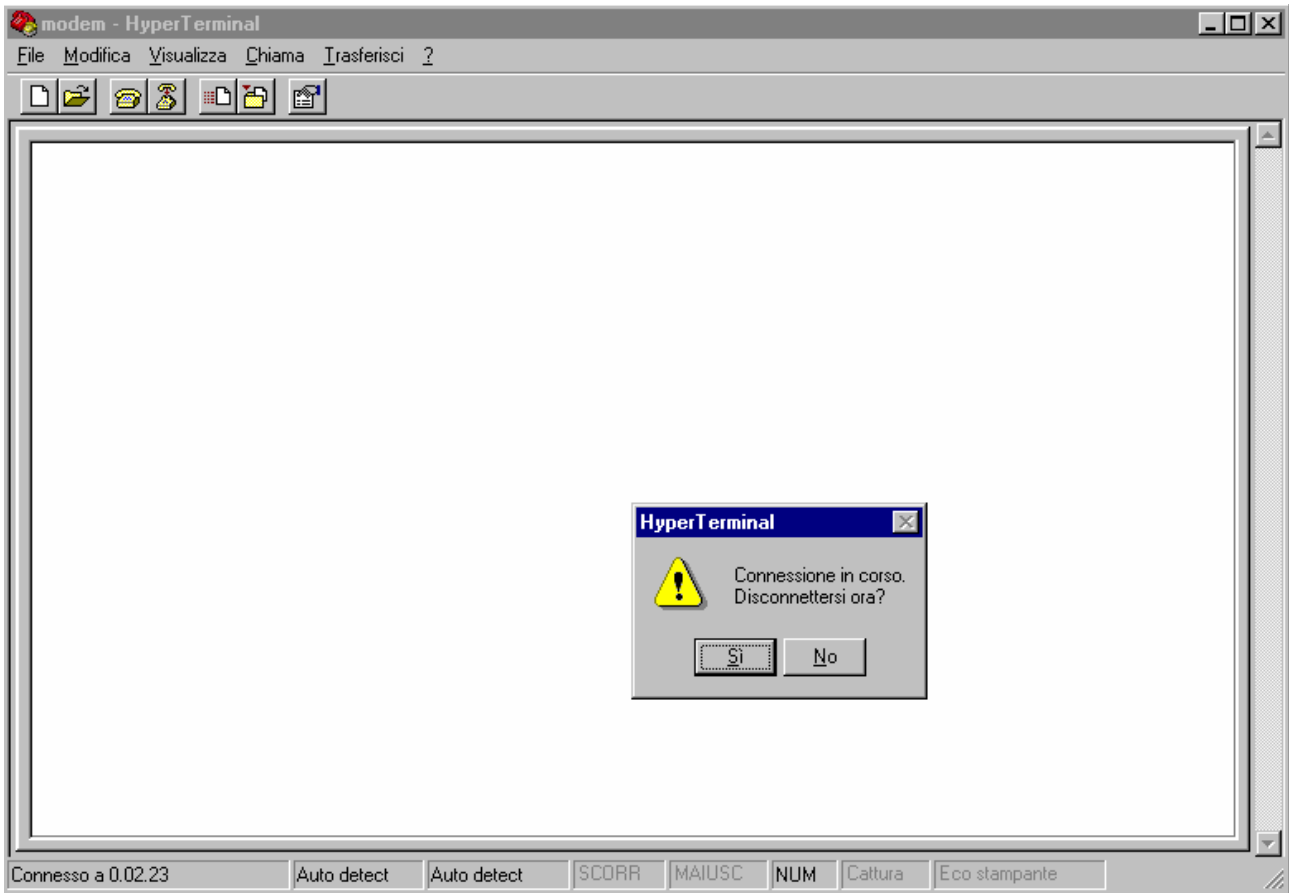 modem - HyperTerminal
File Modifica Visualizza Chiama Trasferisci ?
HyperTerminal
Connessione in corso.
Disconnettersi ora?
Sì No
Connesso a 0.02.23 Auto detect Auto detect SCORR MAIUSC NUM Cattura Eco stampante